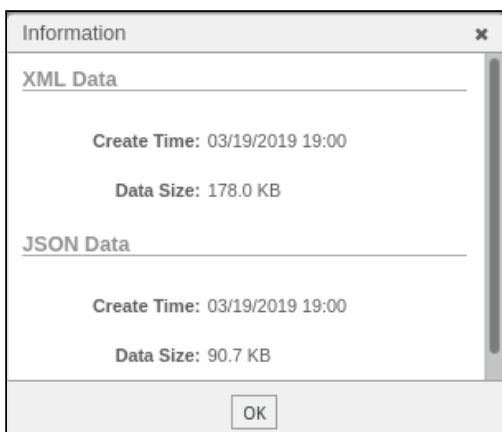 Information ✖
XML Data
Create Time: 03/19/2019 19:00
Data Size: 178.0 KB
JSON Data
Create Time: 03/19/2019 19:00
Data Size: 90.7 KB
OK